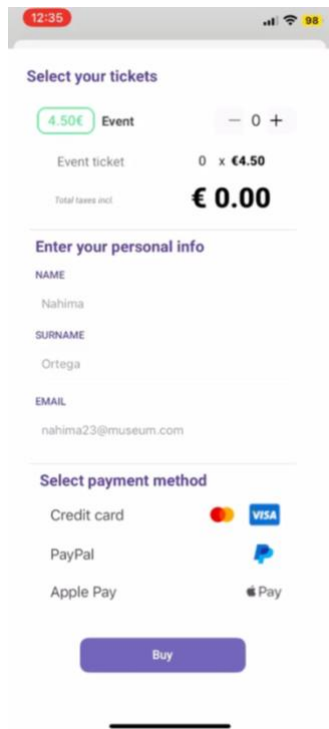 12:35 98
Select your tickets
4.50€ Event − 0 +
Event ticket 0 x €4.50
Total taxes incl. € 0.00
Enter your personal info
NAME
Nahima
SURNAME
Ortega
EMAIL
nahima23@museum.com
Select payment method
Credit card VISA
PayPal
Apple Pay Pay
Buy